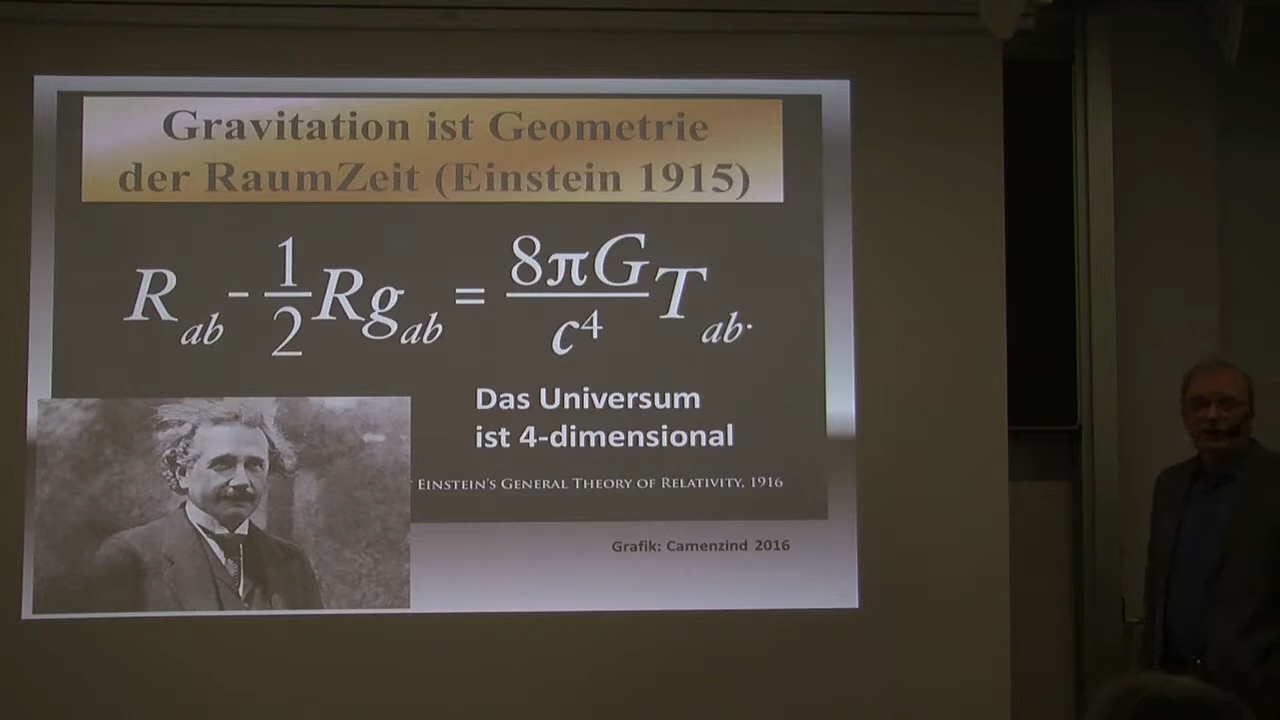 Gravitation ist Geometrie
der RaumZeit (Einstein 1915)
R_ab - 1/2 Rg_ab = 8πG/c⁴ T_ab.
Das Universum
ist 4-dimensional
EINSTEIN'S GENERAL THEORY OF RELATIVITY, 1916
Grafik: Camenzind 2016